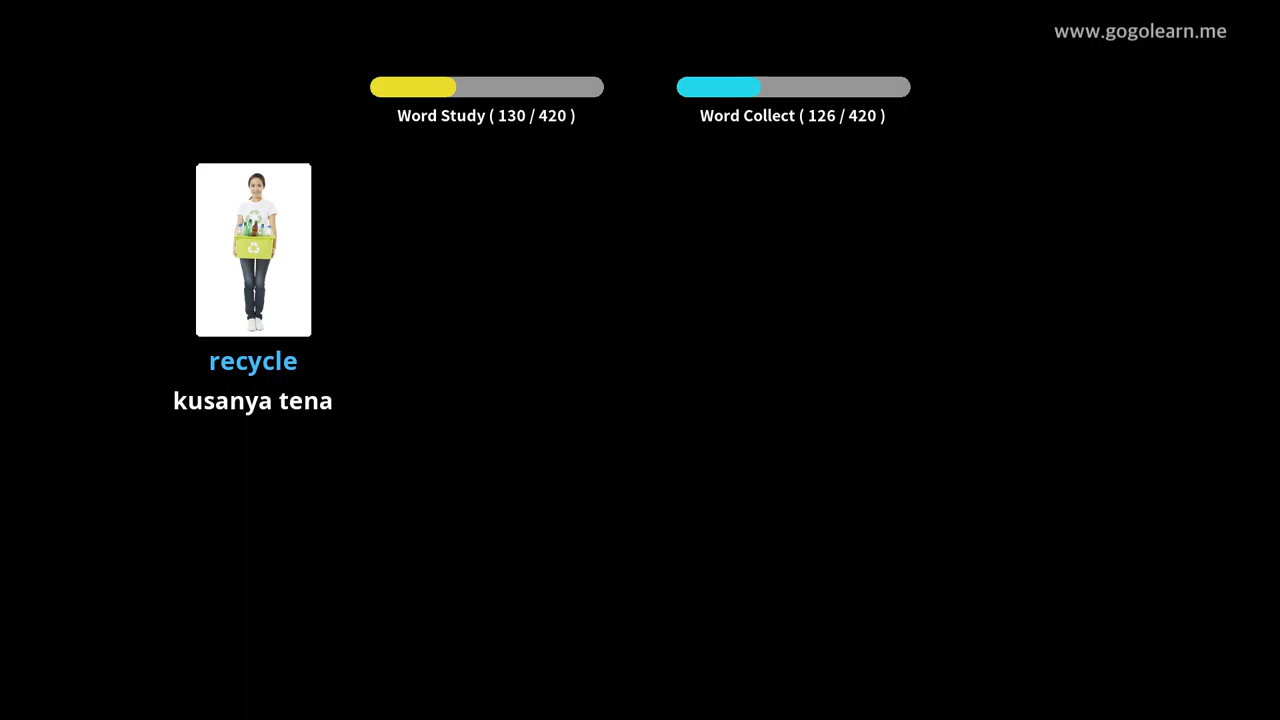 www.gogolearn.me
Word Study ( 130 / 420 )
Word Collect ( 126 / 420 )
recycle
kusanya tena